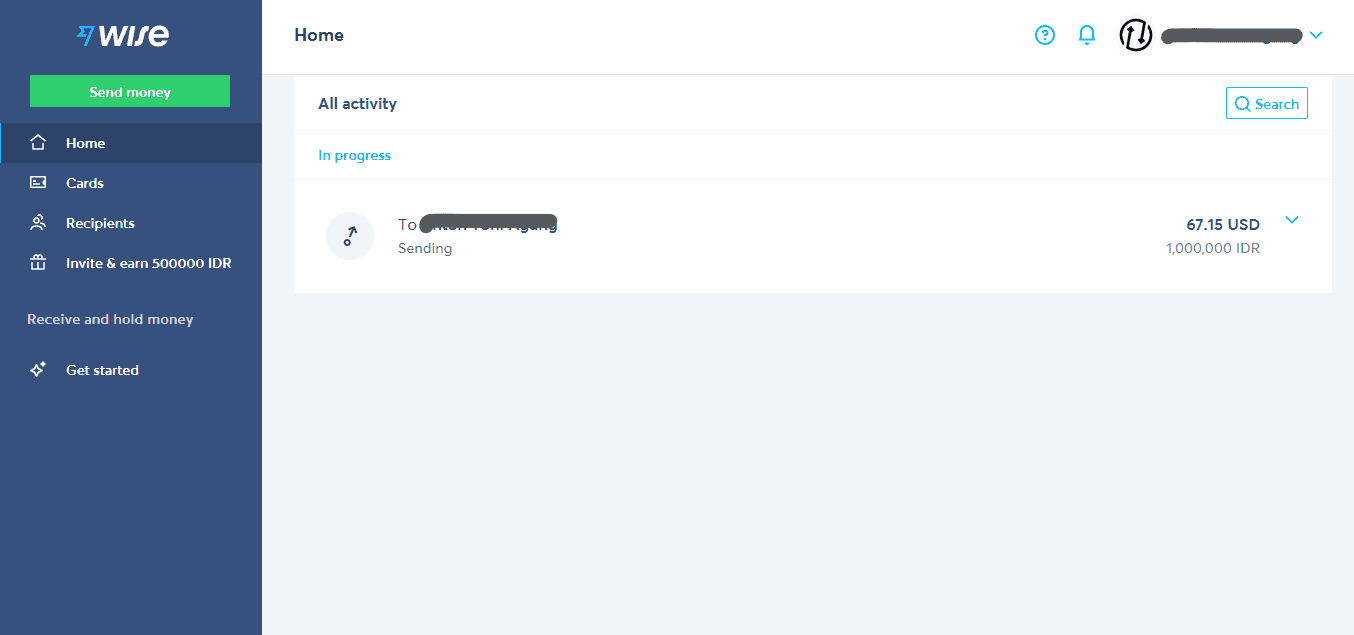 wise
Home
Send money
Home
Cards
Recipients
Invite & earn 500000 IDR
Receive and hold money
Get started
All activity
Search
In progress
To
67.15 USD
Sending
1,000,000 IDR